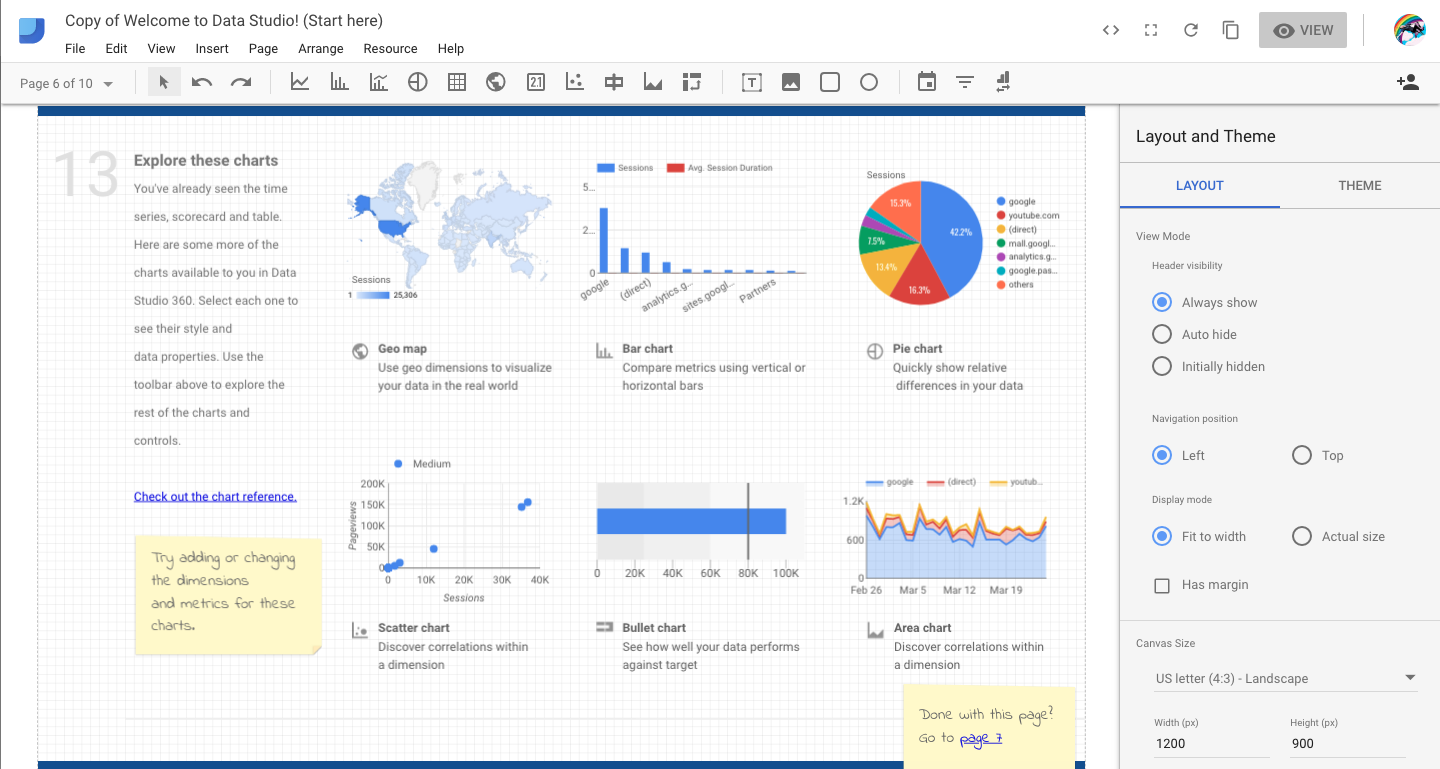 Copy of Welcome to Data Studio! (Start here)
File Edit View Insert Page Arrange Resource Help
VIEW
Page 6 of 10
13
Explore these charts
You've already seen the time
series, scorecard and table.
Here are some more of the
charts available to you in Data
Studio 360. Select each one to
see their style and
data properties. Use the
toolbar above to explore the
rest of the charts and
controls.
Check out the chart reference.
Try adding or changing
the dimensions
and metrics for these
charts.
Sessions
1 25,306
Geo map
Use geo dimensions to visualize
your data in the real world
Sessions Avg. Session Duration
5...
2...
0
google (direct) analytics.g... sites.googl... Partners
Bar chart
Compare metrics using vertical or
horizontal bars
Sessions
15.3%
42.2%
7.5%
13.4%
16.3%
google
youtube.com
(direct)
mall.googl...
analytics.g...
google.pas...
others
Pie chart
Quickly show relative
differences in your data
Medium
Pageviews
200K
150K
100K
50K
0
0 10K 20K 30K 40K
Sessions
Scatter chart
Discover correlations within
a dimension
0 20K 40K 60K 80K 100K
Bullet chart
See how well your data performs
against target
google (direct) youtub...
1.2K
600
0
Feb 26 Mar 5 Mar 12 Mar 19
Area chart
Discover correlations within
a dimension
Done with this page?
Go to page 7
Layout and Theme
LAYOUT THEME
View Mode
Header visibility
Always show
Auto hide
Initially hidden
Navigation position
Left Top
Display mode
Fit to width Actual size
Has margin
Canvas Size
US letter (4:3) - Landscape
Width (px) Height (px)
1200 900